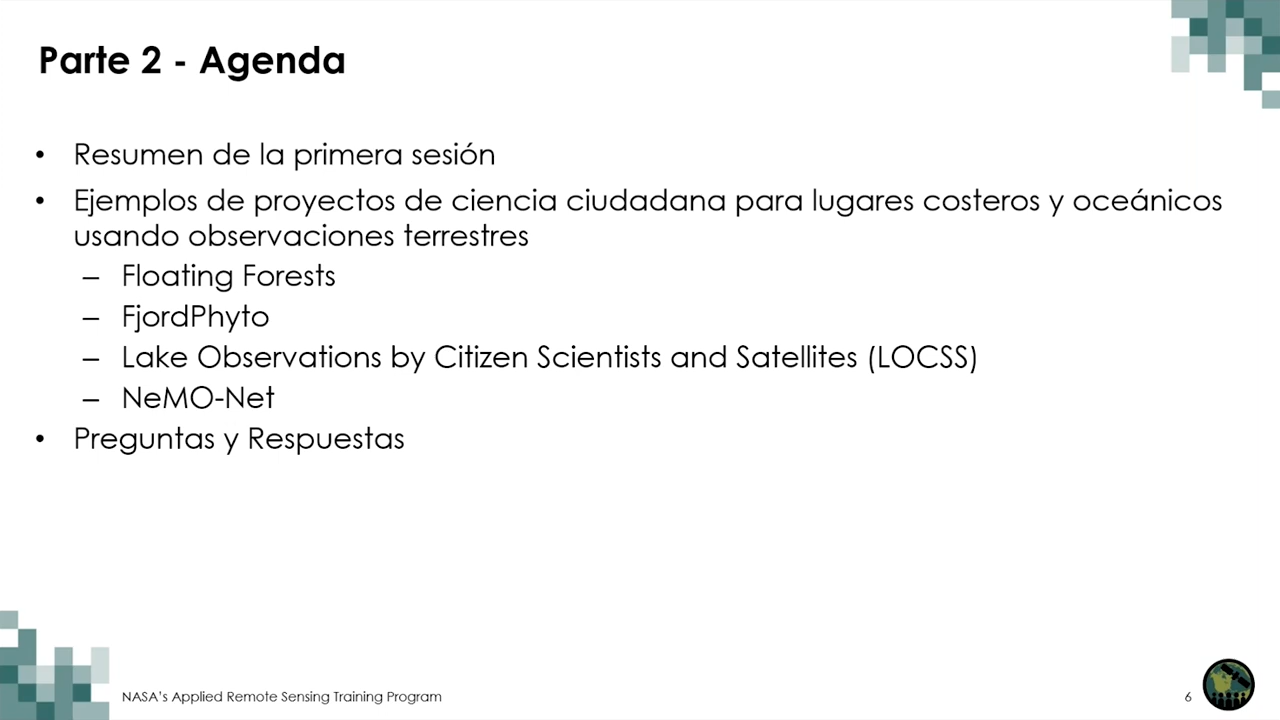 Parte 2 - Agenda
• Resumen de la primera sesión
• Ejemplos de proyectos de ciencia ciudadana para lugares costeros y oceánicos
usando observaciones terrestres
– Floating Forests
– FjordPhyto
– Lake Observations by Citizen Scientists and Satellites (LOCSS)
– NeMO-Net
• Preguntas y Respuestas
NASA's Applied Remote Sensing Training Program
6